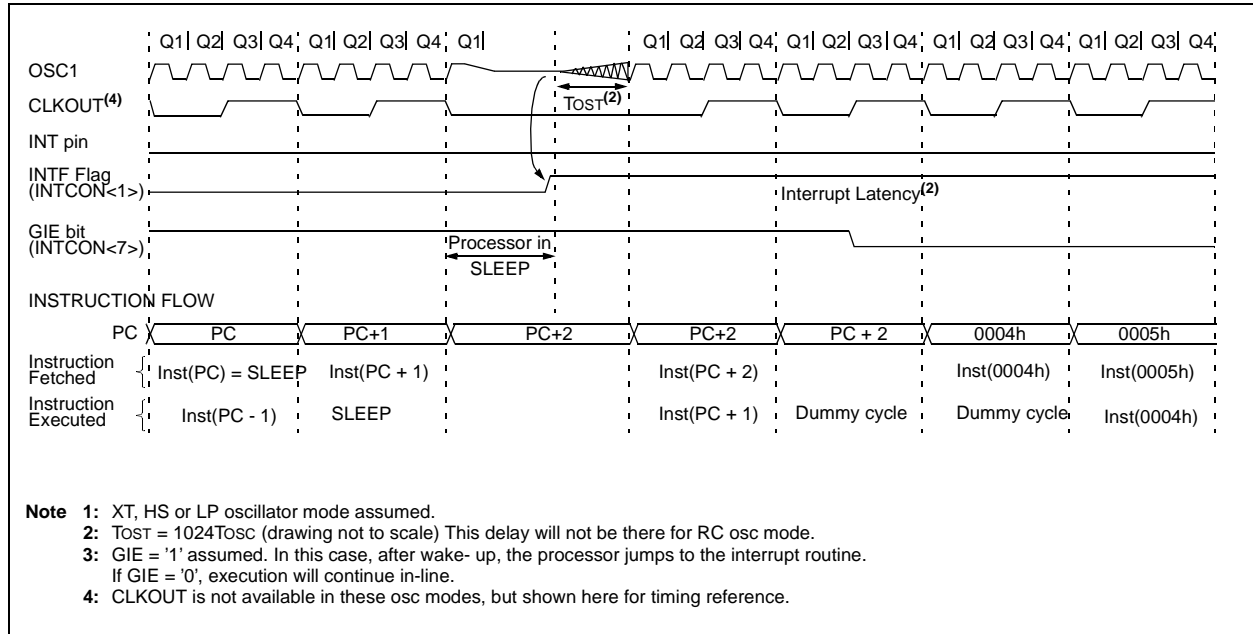 Q1 Q2 Q3 Q4 Q1 Q2 Q3 Q4 Q1 Q1 Q2 Q3 Q4 Q1 Q2 Q3 Q4 Q1 Q2 Q3 Q4 Q1 Q2 Q3 Q4
OSC1
CLKOUT(4)
TOST(2)
INT pin
INTF Flag
(INTCON<1>)
Interrupt Latency(2)
GIE bit
(INTCON<7>)
Processor in
SLEEP
INSTRUCTION FLOW
PC PC PC+1 PC+2 PC+2 PC + 2 0004h 0005h
Instruction
Fetched
Inst(PC) = SLEEP Inst(PC + 1) Inst(PC + 2) Inst(0004h) Inst(0005h)
Instruction
Executed
Inst(PC - 1) SLEEP Inst(PC + 1) Dummy cycle Dummy cycle Inst(0004h)
Note 1: XT, HS or LP oscillator mode assumed.
2: TOST = 1024TOSC (drawing not to scale) This delay will not be there for RC osc mode.
3: GIE = '1' assumed. In this case, after wake- up, the processor jumps to the interrupt routine.
If GIE = '0', execution will continue in-line.
4: CLKOUT is not available in these osc modes, but shown here for timing reference.